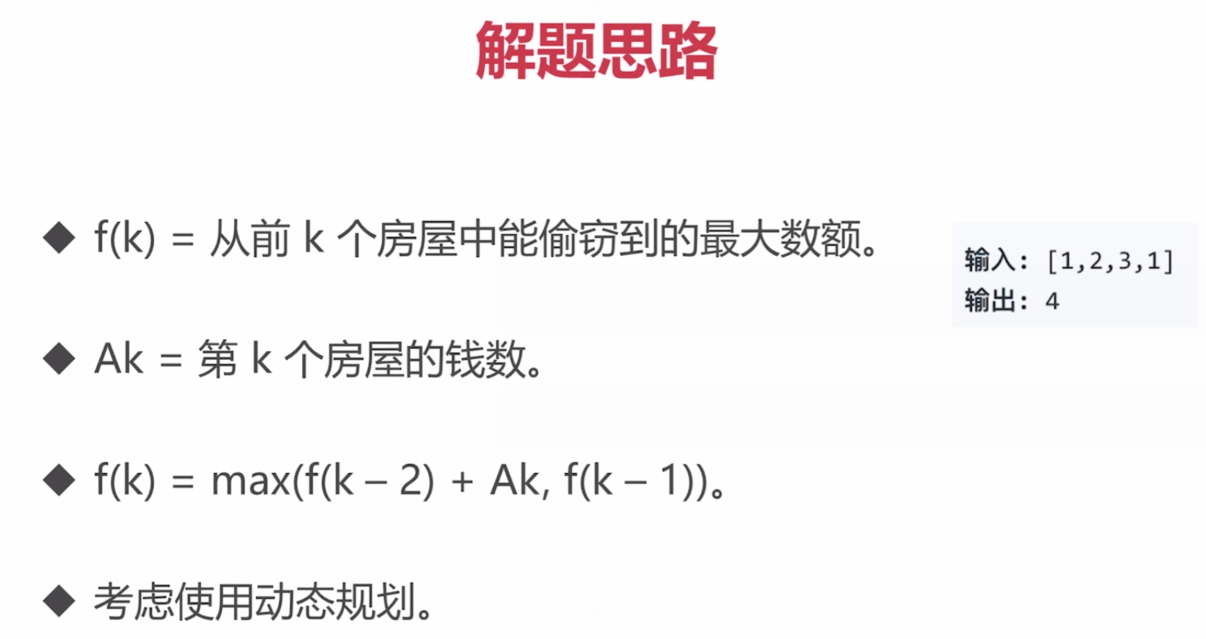 解题思路
◆ f(k) = 从前 k 个房屋中能偷窃到的最大数额。
输入: [1,2,3,1]
输出: 4
◆ Ak = 第 k 个房屋的钱数。
◆ f(k) = max(f(k – 2) + Ak, f(k – 1))。
◆ 考虑使用动态规划。